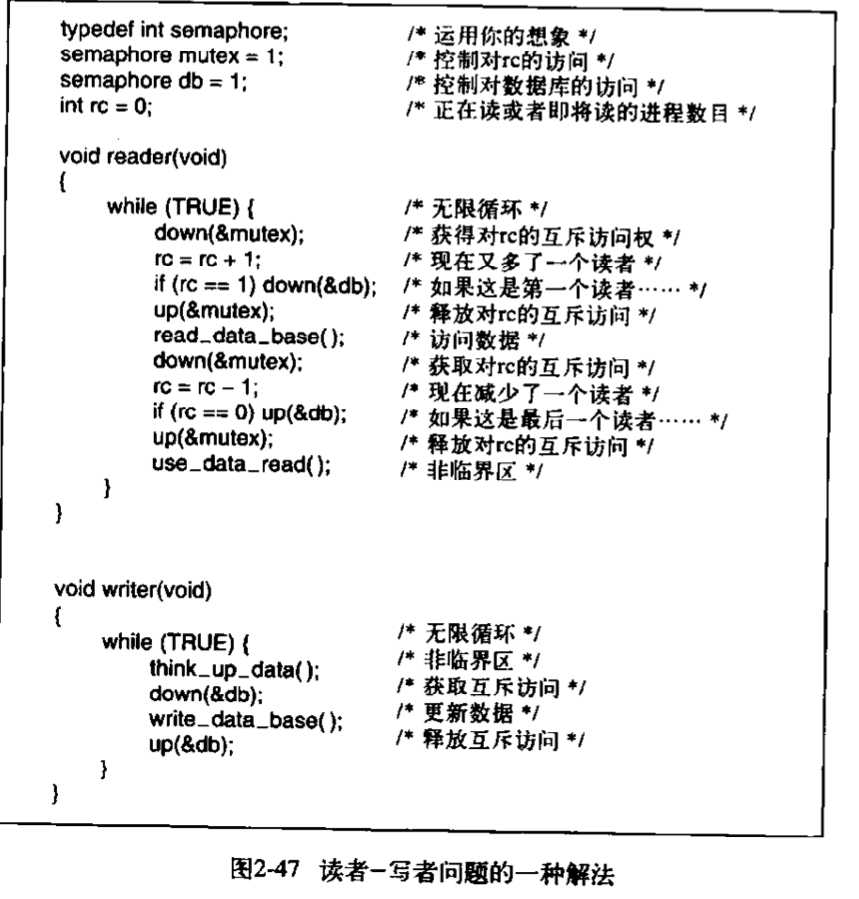 typedef int semaphore; /* 运用你的想象 */
semaphore mutex = 1; /* 控制对rc的访问 */
semaphore db = 1; /* 控制对数据库的访问 */
int rc = 0; /* 正在读或者即将读的进程数目 */
void reader(void)
{
while (TRUE) { /* 无限循环 */
down(&mutex); /* 获得对rc的互斥访问权 */
rc = rc + 1; /* 现在又多了一个读者 */
if (rc == 1) down(&db); /* 如果这是第一个读者…… */
up(&mutex); /* 释放对rc的互斥访问 */
read_data_base( ); /* 访问数据 */
down(&mutex); /* 获取对rc的互斥访问 */
rc = rc − 1; /* 现在减少了一个读者 */
if (rc == 0) up(&db); /* 如果这是最后一个读者…… */
up(&mutex); /* 释放对rc的互斥访问 */
use_data_read( ); /* 非临界区 */
}
}
void writer(void)
{
while (TRUE) { /* 无限循环 */
think_up_data( ); /* 非临界区 */
down(&db); /* 获取互斥访问 */
write_data_base( ); /* 更新数据 */
up(&db); /* 释放互斥访问 */
}
}
图2-47 读者−写者问题的一种解法